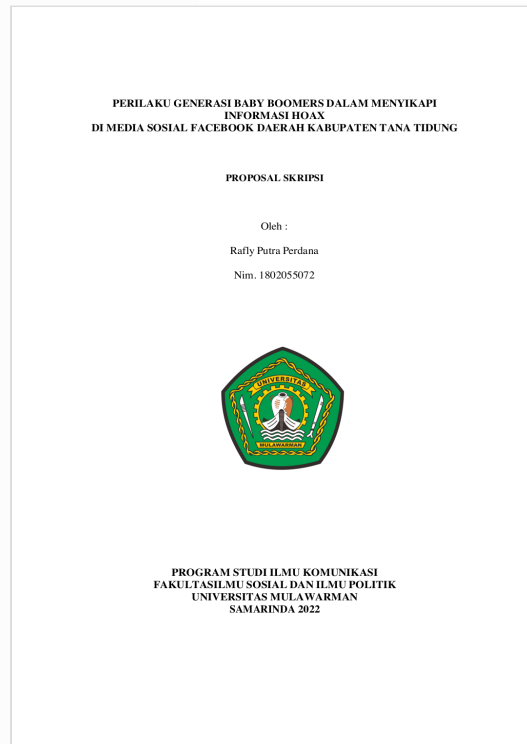 PERILAKU GENERASI BABY BOOMERS DALAM MENYIKAPI
INFORMASI HOAX
DI MEDIA SOSIAL FACEBOOK DAERAH KABUPATEN TANA TIDUNG
PROPOSAL SKRIPSI
Oleh :
Rafly Putra Perdana
Nim. 1802055072
UNIVERSITAS
MULAWARMAN
PROGRAM STUDI ILMU KOMUNIKASI
FAKULTASILMU SOSIAL DAN ILMU POLITIK
UNIVERSITAS MULAWARMAN
SAMARINDA 2022